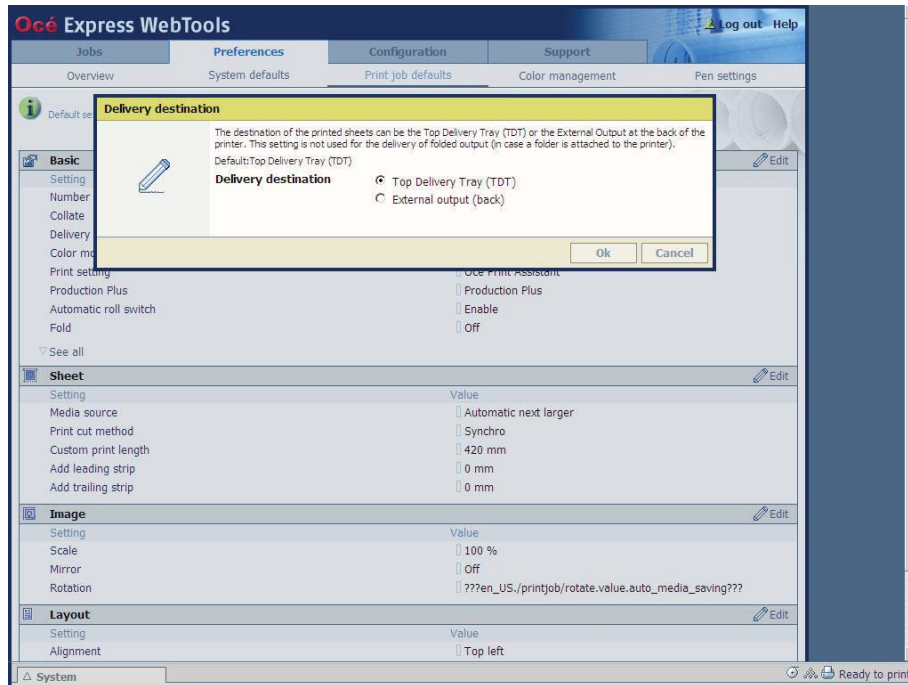 Océ Express WebTools
Log out Help
Jobs Preferences Configuration Support
Overview System defaults Print job defaults Color management Pen settings
Default se
Delivery destination
The destination of the printed sheets can be the Top Delivery Tray (TDT) or the External Output at the back of the
printer. This setting is not used for the delivery of folded output (in case a folder is attached to the printer).
Default:Top Delivery Tray (TDT)
Delivery destination Top Delivery Tray (TDT)
External output (back)
Ok Cancel
Basic Edit
Setting
Number
Collate
Delivery
Color mo
Print setting Océ Print Assistant
Production Plus Production Plus
Automatic roll switch Enable
Fold Off
See all
Sheet Edit
Setting Value
Media source Automatic next larger
Print cut method Synchro
Custom print length 420 mm
Add leading strip 0 mm
Add trailing strip 0 mm
Image Edit
Setting Value
Scale 100 %
Mirror Off
Rotation ???en_US./printjob/rotate.value.auto_media_saving???
Layout Edit
Setting Value
Alignment Top left
System Ready to print